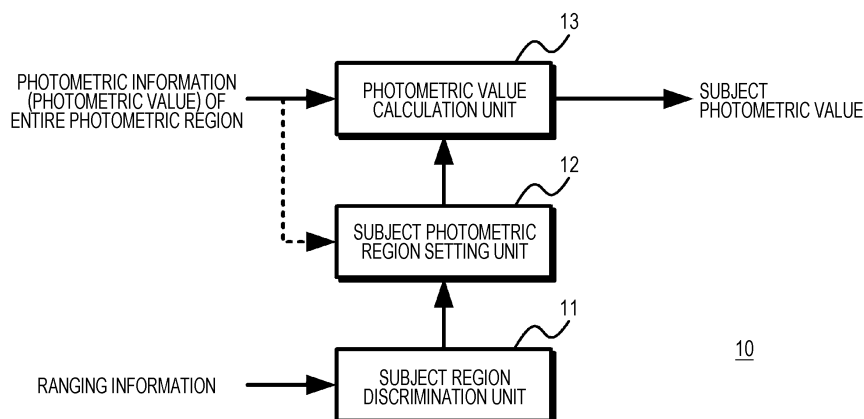 13
PHOTOMETRIC INFORMATION
(PHOTOMETRIC VALUE) OF
ENTIRE PHOTOMETRIC REGION
PHOTOMETRIC VALUE
CALCULATION UNIT
SUBJECT
PHOTOMETRIC VALUE
12
SUBJECT PHOTOMETRIC
REGION SETTING UNIT
11
RANGING INFORMATION
SUBJECT REGION
DISCRIMINATION UNIT
10